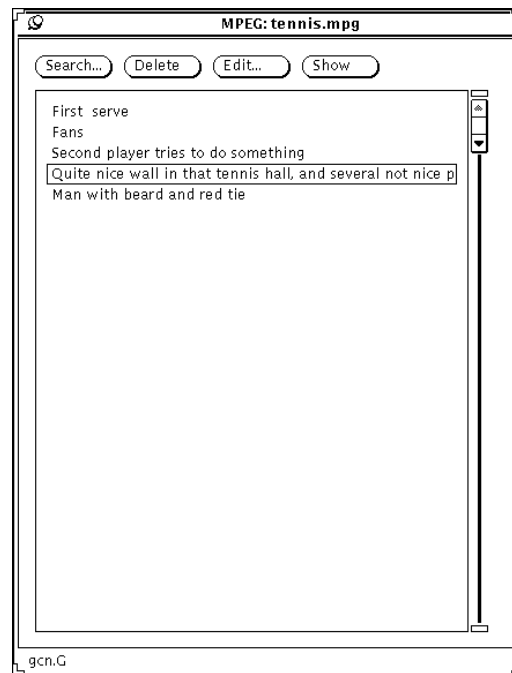 MPEG: tennis.mpg
Search... Delete Edit... Show
First serve
Fans
Second player tries to do something
Quite nice wall in that tennis hall, and several not nice p
Man with beard and red tie
gcn.G